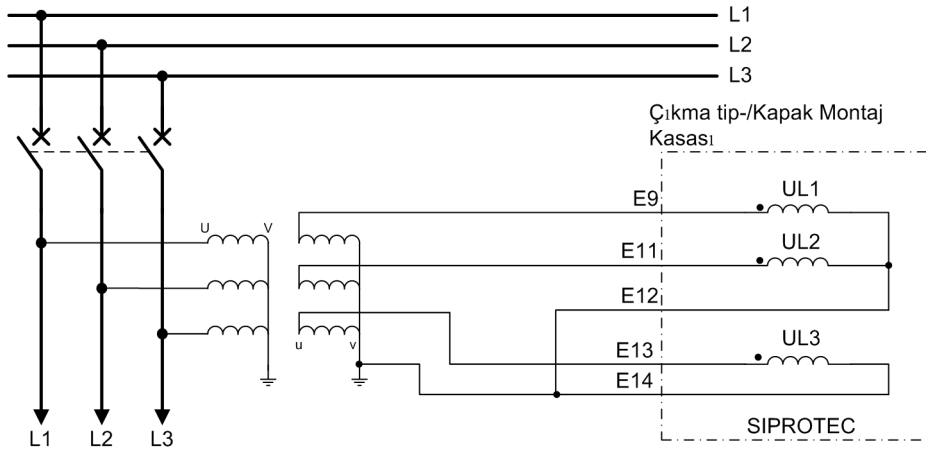 L1
L2
L3
Çıkma tip-/Kapak Montaj
Kasası
E9
UL1
U
V
E11
UL2
E12
u
v
E13
UL3
E14
SIPROTEC
L1
L2
L3